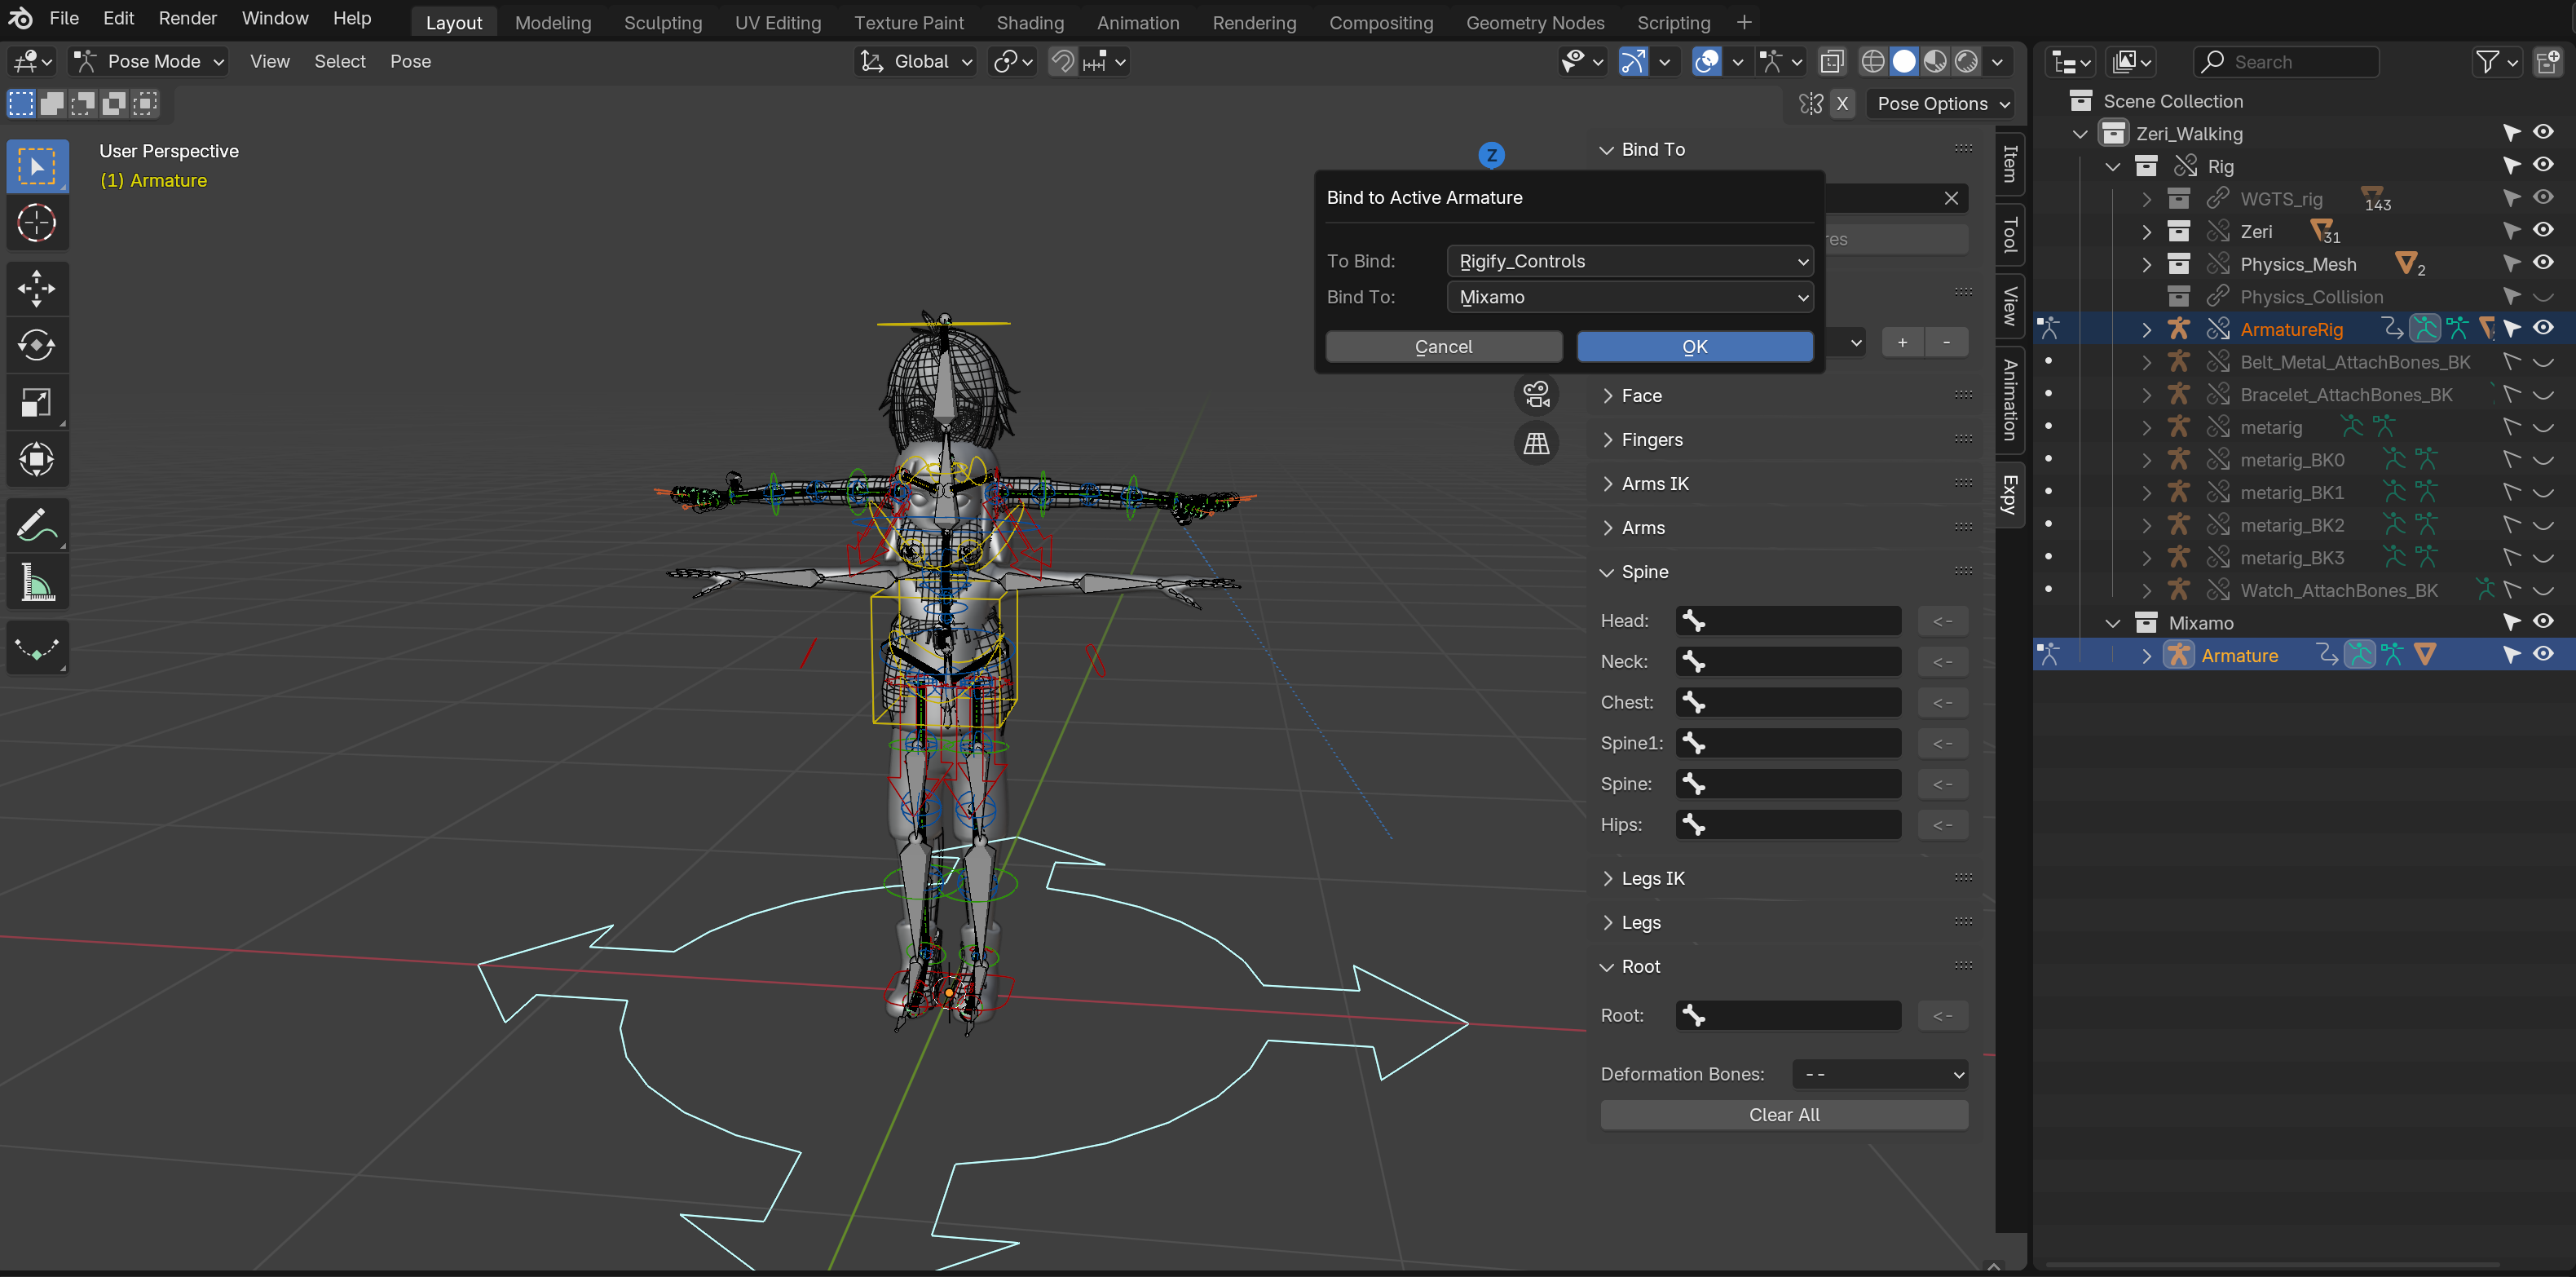 File Edit Render Window Help Layout Modeling Sculpting UV Editing Texture Paint Shading Animation Rendering Compositing Geometry Nodes Scripting +
Pose Mode View Select Pose Global Search
X Pose Options
Scene Collection
Zeri_Walking
Rig
WGTS_rig 143
Zeri 31
Physics_Mesh 2
Physics_Collision
ArmatureRig
Belt_Metal_AttachBones_BK
Bracelet_AttachBones_BK
metarig
metarig_BK0
metarig_BK1
metarig_BK2
metarig_BK3
Watch_AttachBones_BK
Mixamo
Armature
User Perspective
(1) Armature
Z
Bind To
Bind to Active Armature
To Bind: Rigify_Controls
Bind To: Mixamo
Cancel OK
res
+ -
Face
Fingers
Arms IK
Arms
Spine
Head: <-
Neck: <-
Chest: <-
Spine1: <-
Spine: <-
Hips: <-
Legs IK
Legs
Root
Root: <-
Deformation Bones: --
Clear All
Item
Tool
View
Animation
Expy